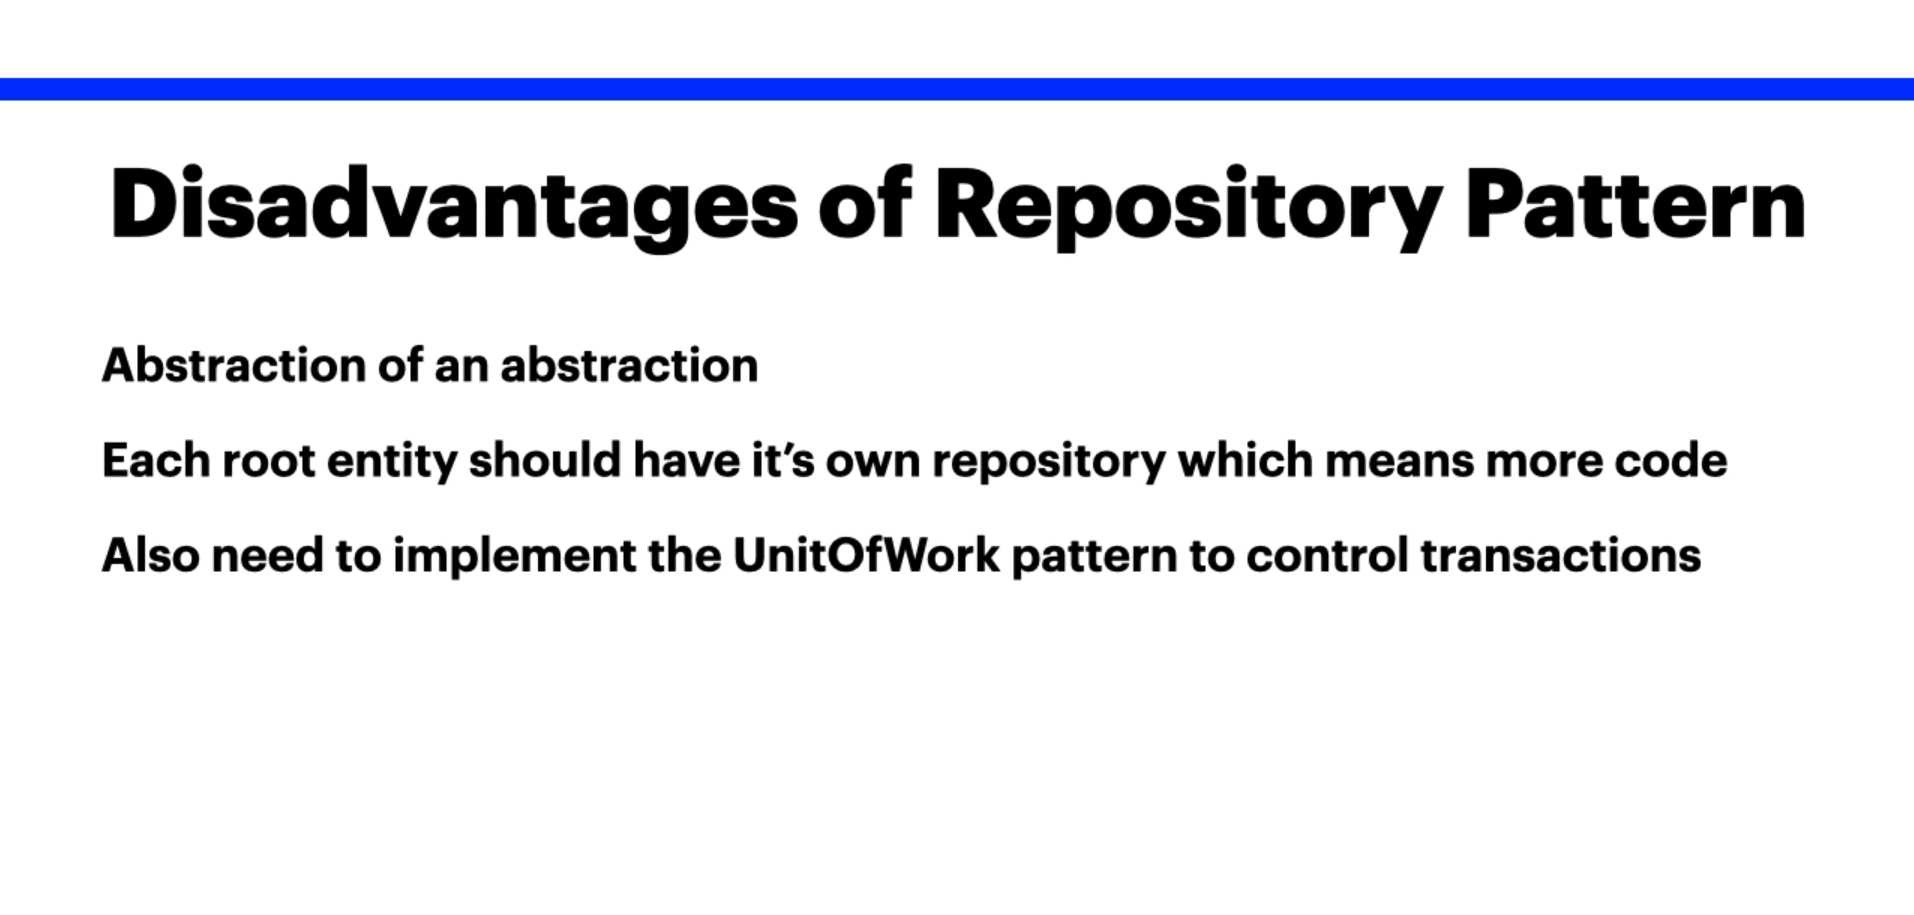 Disadvantages of Repository Pattern
Abstraction of an abstraction
Each root entity should have it’s own repository which means more code
Also need to implement the UnitOfWork pattern to control transactions